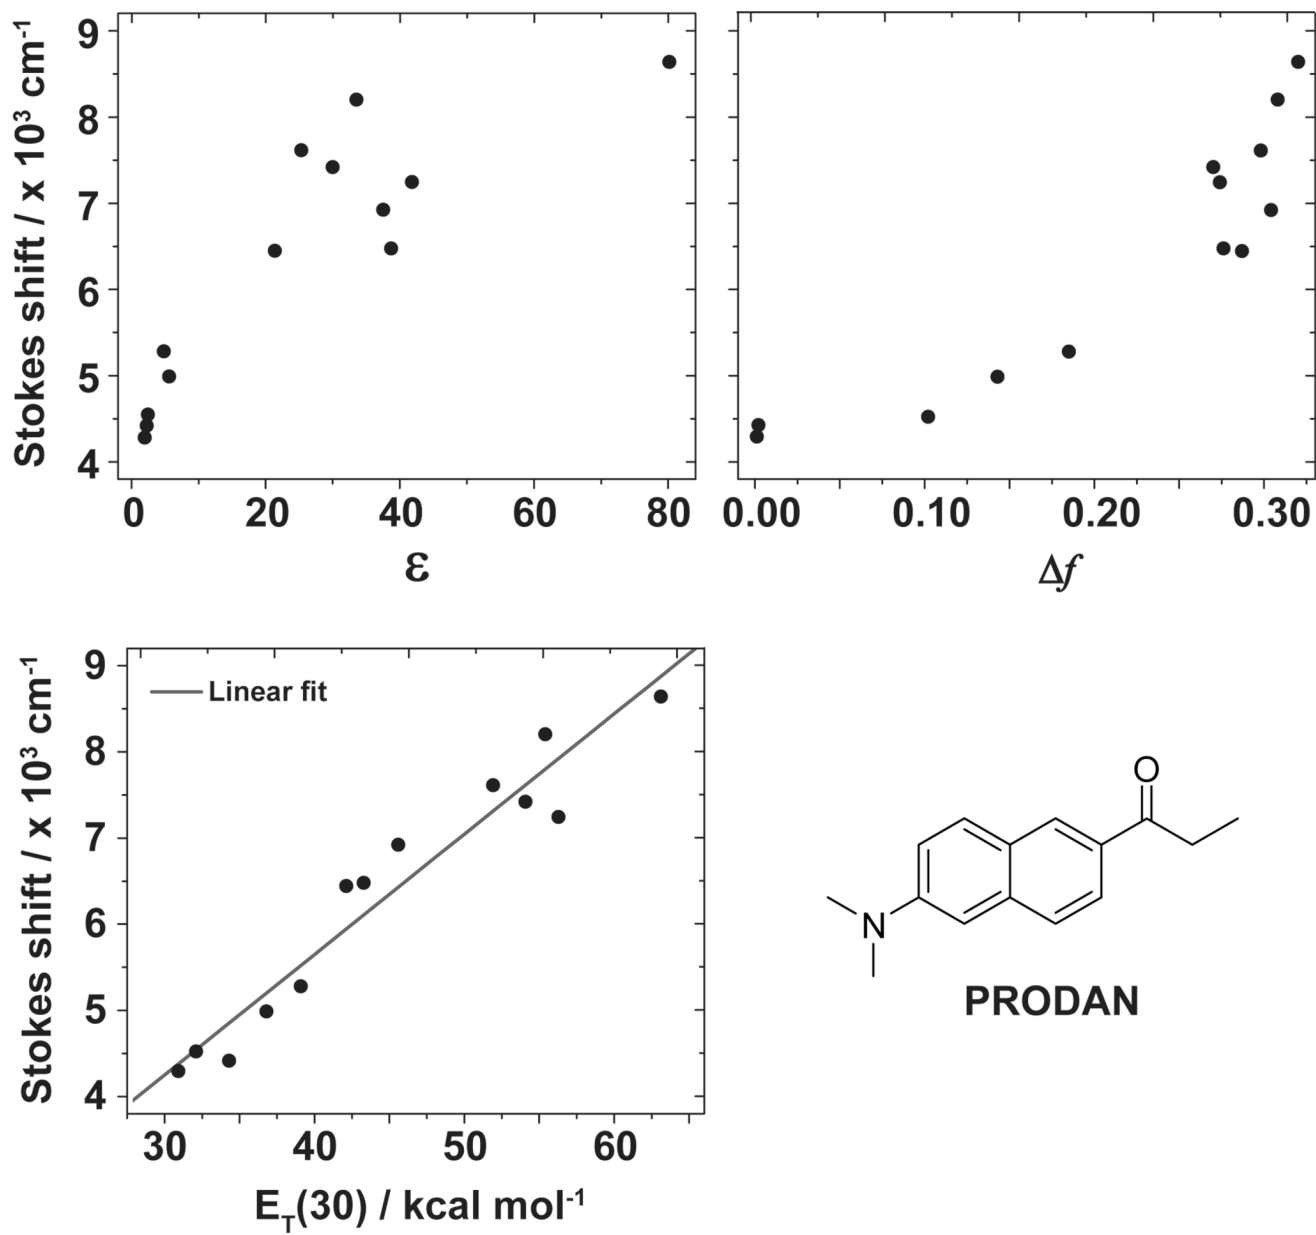 Stokes shift / x 10³ cm⁻¹
9
8
7
6
5
4
0 20 40 60 80
ε
0.00 0.10 0.20 0.30
Δf
Stokes shift / x 10³ cm⁻¹
9
8
7
6
5
4
Linear fit
30 40 50 60
E_T(30) / kcal mol⁻¹
O
N
PRODAN